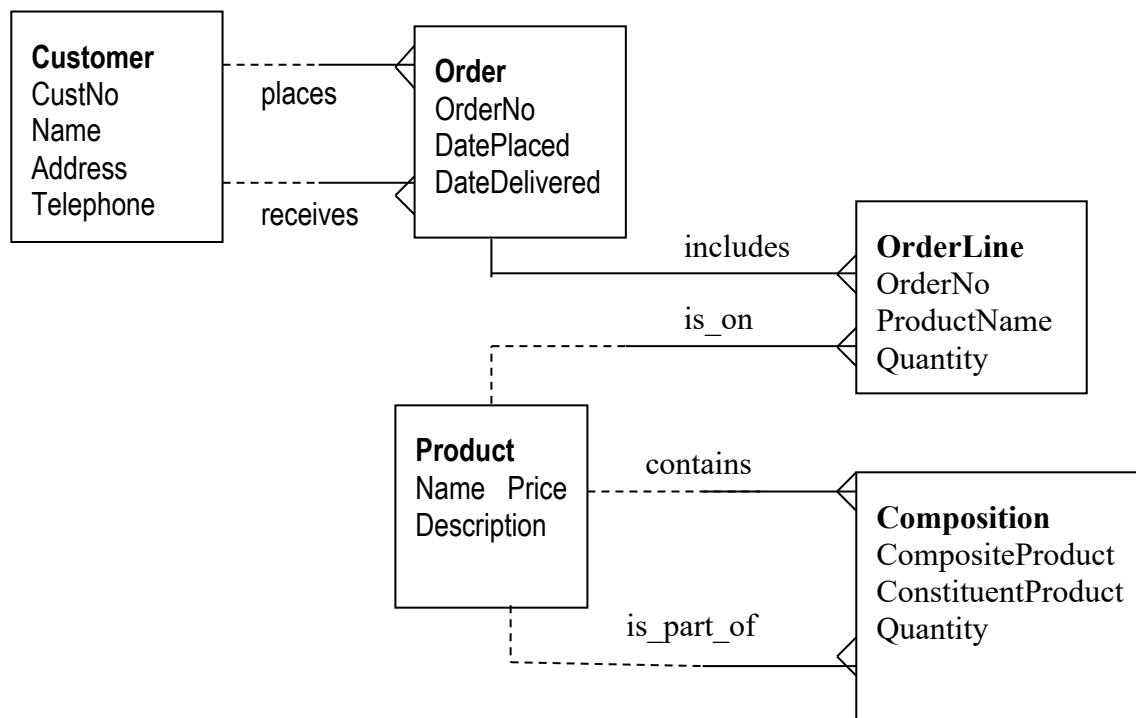 Customer
CustNo
Name
Address
Telephone
places
receives
Order
OrderNo
DatePlaced
DateDelivered
includes
is_on
OrderLine
OrderNo
ProductName
Quantity
Product
Name Price
Description
contains
is_part_of
Composition
CompositeProduct
ConstituentProduct
Quantity